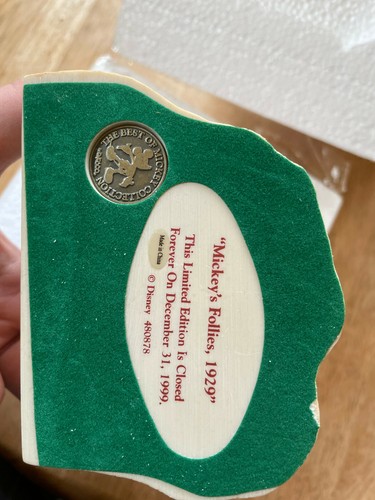 THE BEST OF MICKEY COLLECTION
"Mickey's Follies, 1929"
This Limited Edition Is Closed
Forever On December 31, 1999.
Made in China
© Disney 480878